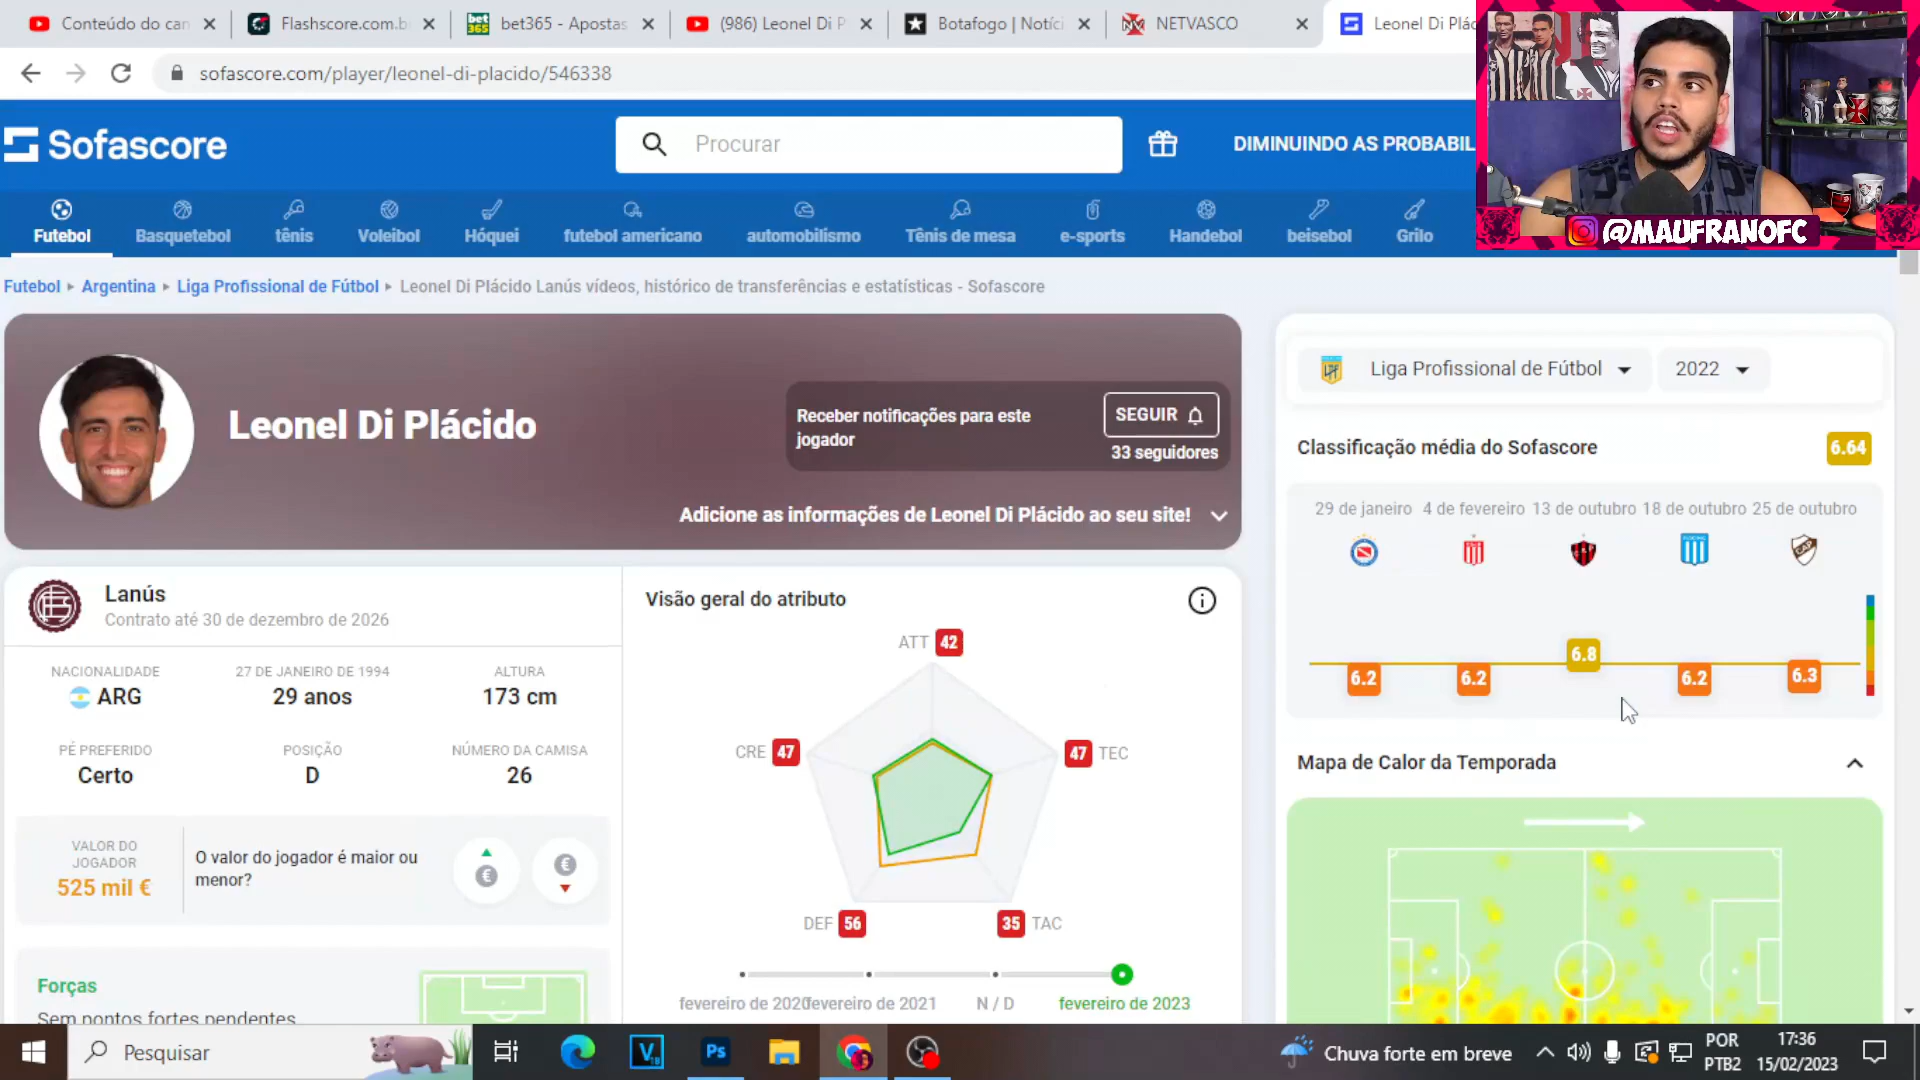 Conteúdo do can
Flashscore.com.b
bet365 - Apostas
(986) Leonel Di P
Botafogo | Notíci
NETVASCO
Leonel Di Plác
sofascore.com/player/leonel-di-placido/546338
Sofascore
Procurar
DIMINUINDO AS PROBABIL
@MAUFRANOFC
Futebol
Basquetebol
tênis
Voleibol
Hóquei
futebol americano
automobilismo
Tênis de mesa
e-sports
Handebol
beisebol
Grilo
Futebol ▸ Argentina ▸ Liga Profissional de Fútbol ▸ Leonel Di Plácido Lanús vídeos, histórico de transferências e estatísticas - Sofascore
Leonel Di Plácido
Receber notificações para este
jogador
SEGUIR
33 seguidores
Adicione as informações de Leonel Di Plácido ao seu site!
Lanús
Contrato até 30 de dezembro de 2026
NACIONALIDADE
ARG
27 DE JANEIRO DE 1994
29 anos
ALTURA
173 cm
PÉ PREFERIDO
Certo
POSIÇÃO
D
NÚMERO DA CAMISA
26
VALOR DO
JOGADOR
525 mil €
O valor do jogador é maior ou
menor?
Forças
Sem pontos fortes pendentes
Visão geral do atributo
ATT 42
CRE 47
47 TEC
DEF 56
35 TAC
fevereiro de 2020
fevereiro de 2021
N / D
fevereiro de 2023
Liga Profissional de Fútbol
2022
Classificação média do Sofascore
6.64
29 de janeiro
4 de fevereiro
13 de outubro
18 de outubro
25 de outubro
CAP
6.2
6.2
6.8
6.2
6.3
Mapa de Calor da Temporada
Pesquisar
Ps
Chuva forte em breve
POR
PTB2
17:36
15/02/2023